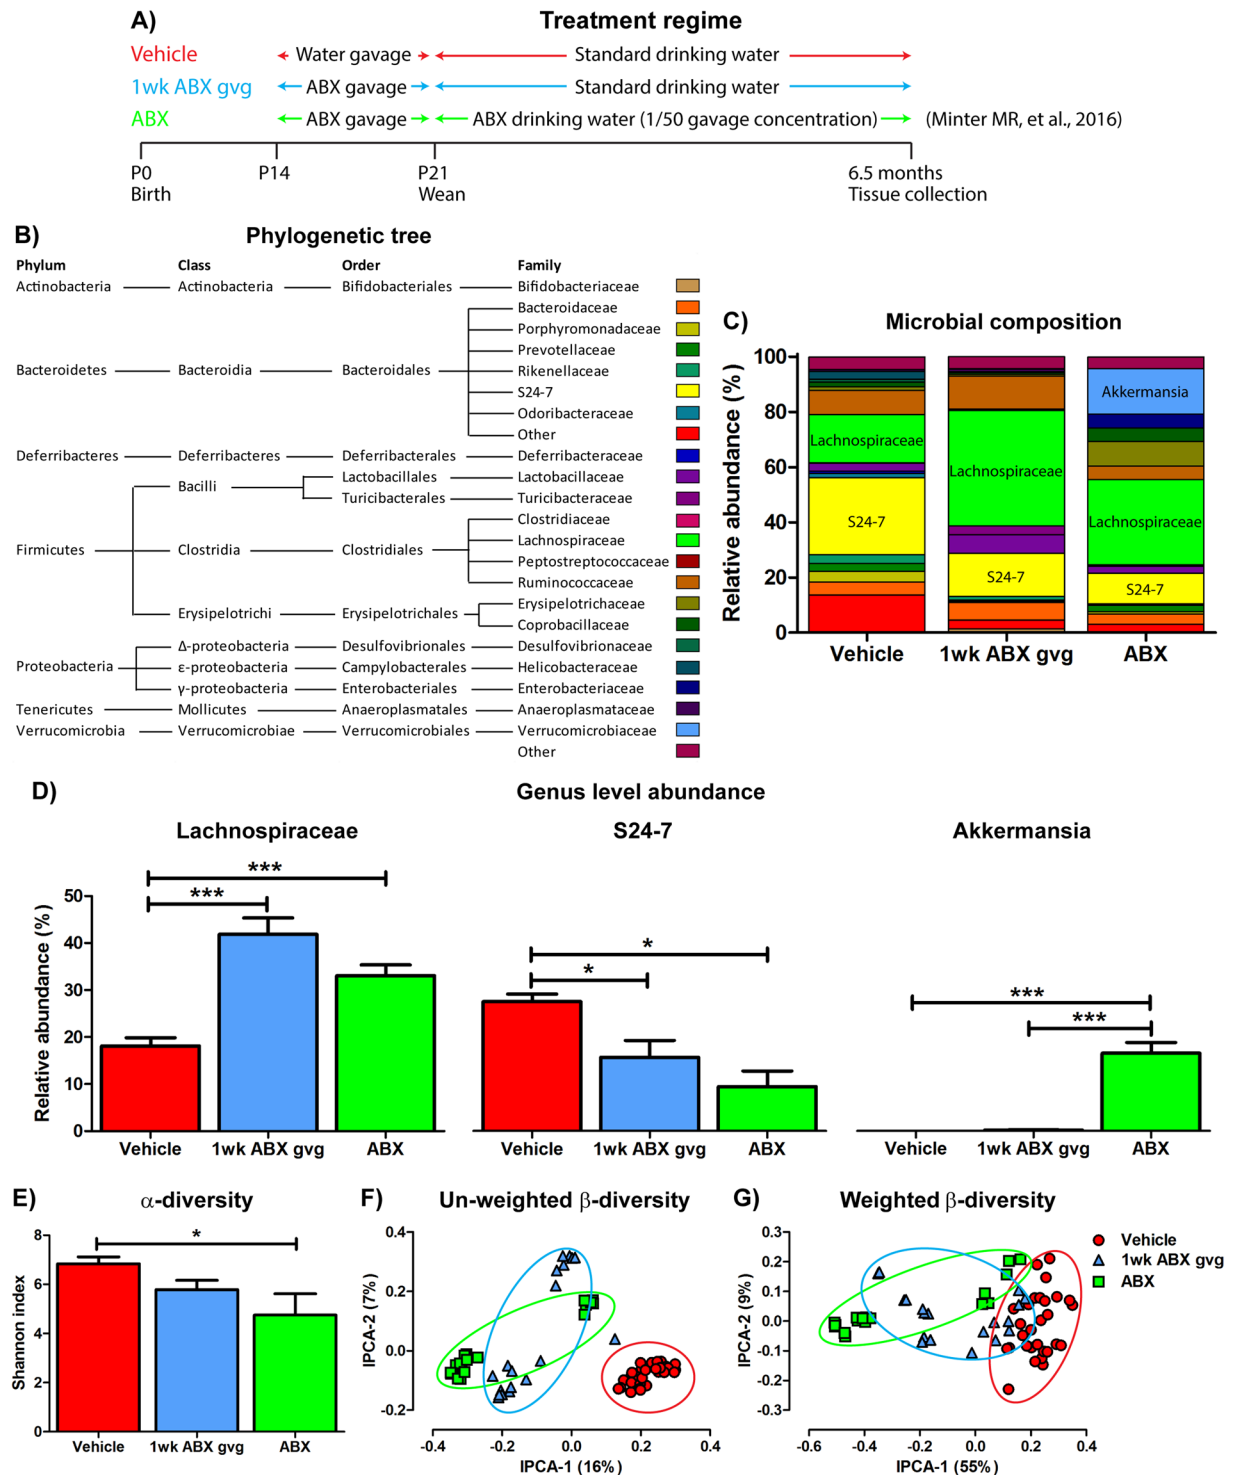 A) Treatment regime
Vehicle Water gavage Standard drinking water
1wk ABX gvg ABX gavage Standard drinking water
ABX ABX gavage ABX drinking water (1/50 gavage concentration) (Minter MR, et al., 2016)
P0 P14 P21 6.5 months
Birth Wean Tissue collection
B) Phylogenetic tree
Phylum Class Order Family
Actinobacteria Actinobacteria Bifidobacteriales Bifidobacteriaceae
Bacteroidaceae
Porphyromonadaceae
Prevotellaceae
Bacteroidetes Bacteroidia Bacteroidales Rikenellaceae
S24-7
Odoribacteraceae
Other
Deferribacteres Deferribacteres Deferribacterales Deferribacteraceae
Bacilli Lactobacillales Lactobacillaceae
Turicibacterales Turicibacteraceae
Clostridiaceae
Firmicutes Clostridia Clostridiales Lachnospiraceae
Peptostreptococcaceae
Ruminococcaceae
Erysipelotrichi Erysipelotrichales Erysipelotrichaceae
Coprobacillaceae
Proteobacteria Δ-proteobacteria Desulfovibrionales Desulfovibrionaceae
ε-proteobacteria Campylobacterales Helicobacteraceae
γ-proteobacteria Enterobacteriales Enterobacteriaceae
Tenericutes Mollicutes Anaeroplasmatales Anaeroplasmataceae
Verrucomicrobia Verrucomicrobiae Verrucomicrobiales Verrucomicrobiaceae
Other
C) Microbial composition
Relative abundance (%)
100
80
60
40
20
0
Lachnospiraceae
S24-7
Lachnospiraceae
S24-7
Akkermansia
Lachnospiraceae
S24-7
Vehicle 1wk ABX gvg ABX
D) Genus level abundance
Lachnospiraceae S24-7 Akkermansia
Relative abundance (%)
50
40
30
20
10
0
***
***
*
*
***
***
Vehicle 1wk ABX gvg ABX Vehicle 1wk ABX gvg ABX Vehicle 1wk ABX gvg ABX
E) α-diversity
Shannon index
8
6
4
2
0
*
Vehicle 1wk ABX gvg ABX
F) Un-weighted β-diversity
IPCA-2 (7%)
0.4
0.2
0.0
-0.2
-0.4 -0.2 0.0 0.2 0.4
IPCA-1 (16%)
G) Weighted β-diversity
IPCA-2 (9%)
0.3
0.2
0.1
0.0
-0.1
-0.2
-0.3
-0.6 -0.4 -0.2 0.0 0.2 0.4
IPCA-1 (55%)
Vehicle
1wk ABX gvg
ABX